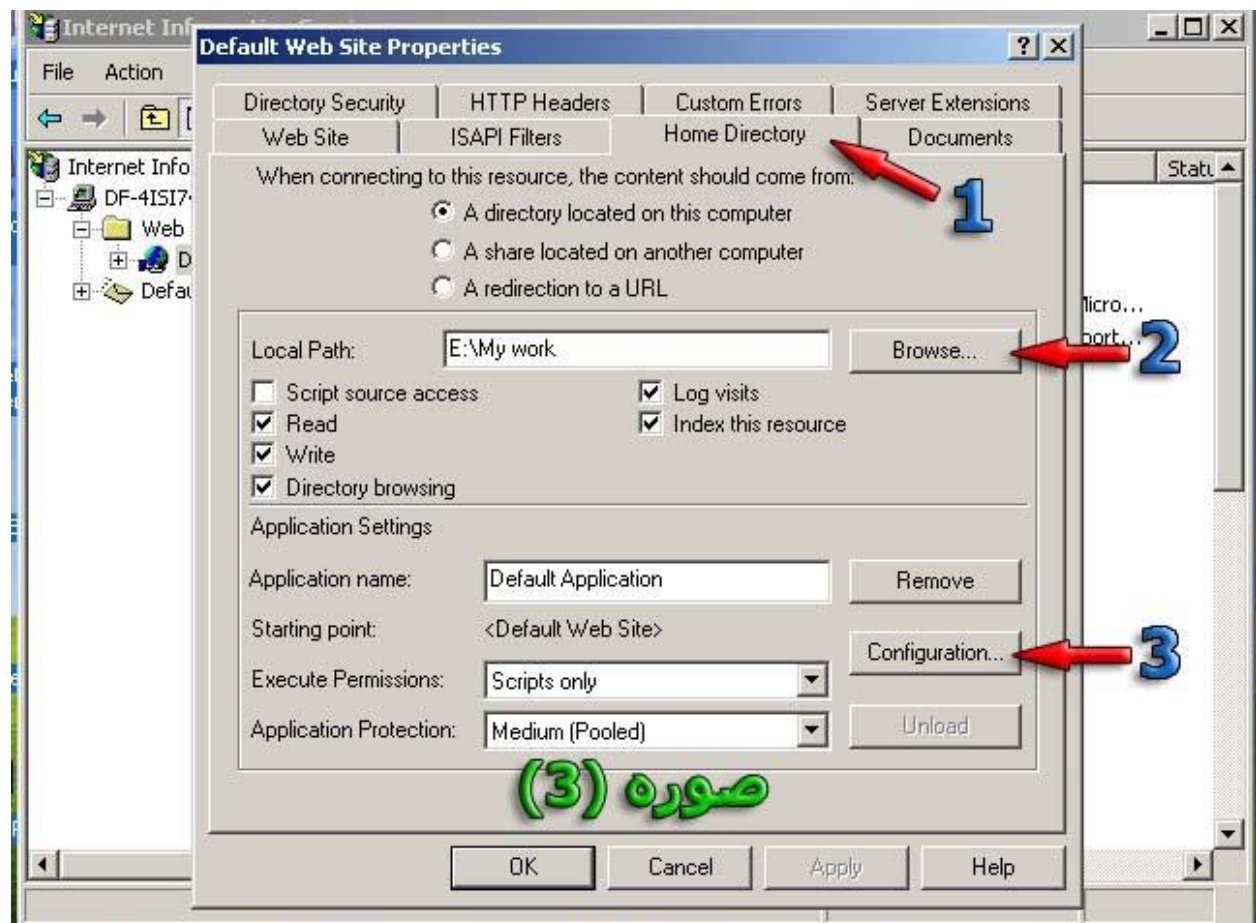 Internet Inf
Default Web Site Properties
File Action
Directory Security HTTP Headers Custom Errors Server Extensions
Web Site ISAPI Filters Home Directory Documents
1
Internet Info
DF-4ISI7
Web
D
Defau
Statu
When connecting to this resource, the content should come from:
A directory located on this computer
A share located on another computer
A redirection to a URL
Micro...
port...
Local Path: E:\My work Browse... 2
Script source access Log visits
Read Index this resource
Write
Directory browsing
Application Settings
Application name: Default Application Remove
Starting point: <Default Web Site>
Configuration... 3
Execute Permissions: Scripts only
Application Protection: Medium (Pooled) Unload
صوره (3)
OK Cancel Apply Help